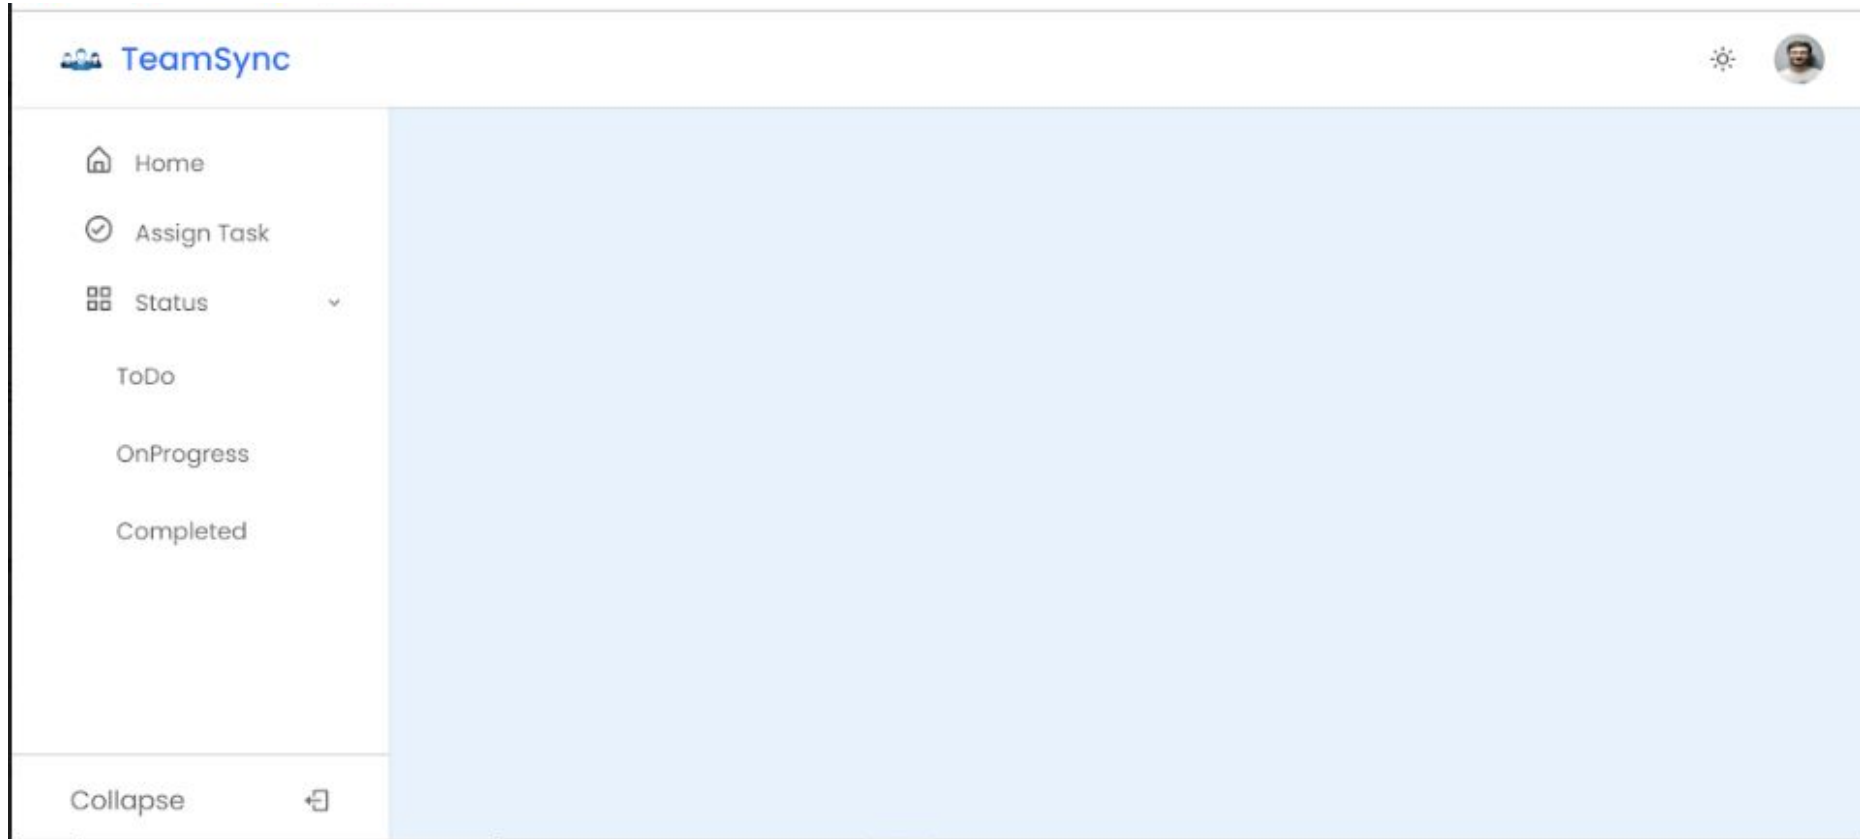 TeamSync
Home
Assign Task
Status
ToDo
OnProgress
Completed
Collapse